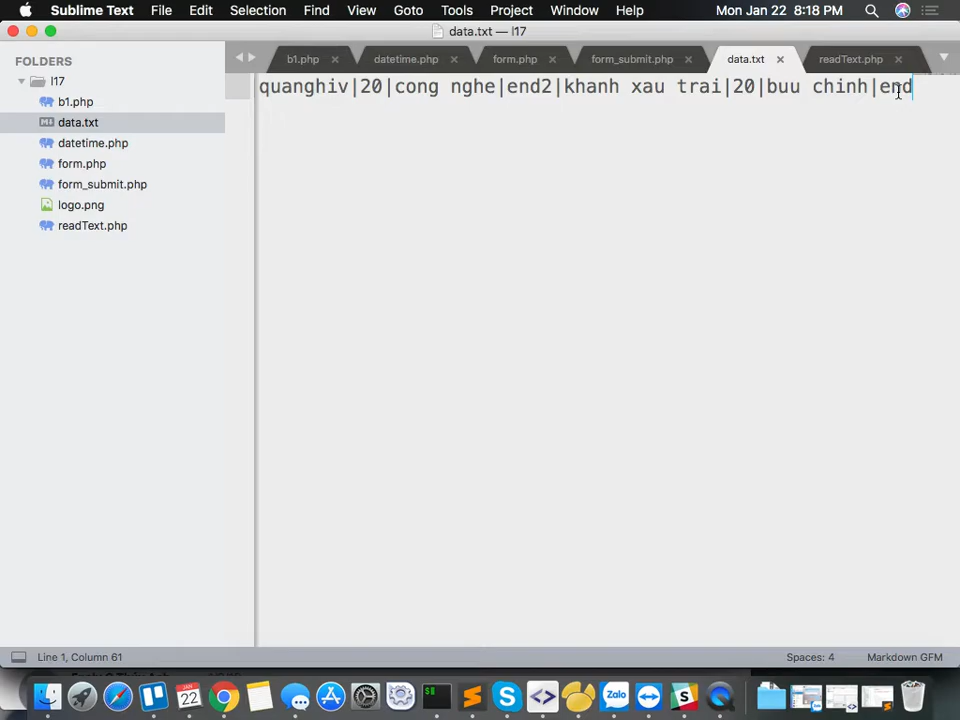 Sublime Text File Edit Selection Find View Goto Tools Project Window Help Mon Jan 22 8:18 PM
data.txt — l17
FOLDERS
l17
b1.php
data.txt
datetime.php
form.php
form_submit.php
logo.png
readText.php
b1.php datetime.php form.php form_submit.php data.txt readText.php
quanghiv|20|cong nghe|end2|khanh xau trai|20|buu chinh|end
Line 1, Column 61 Spaces: 4 Markdown GFM
JAN
22
Zalo